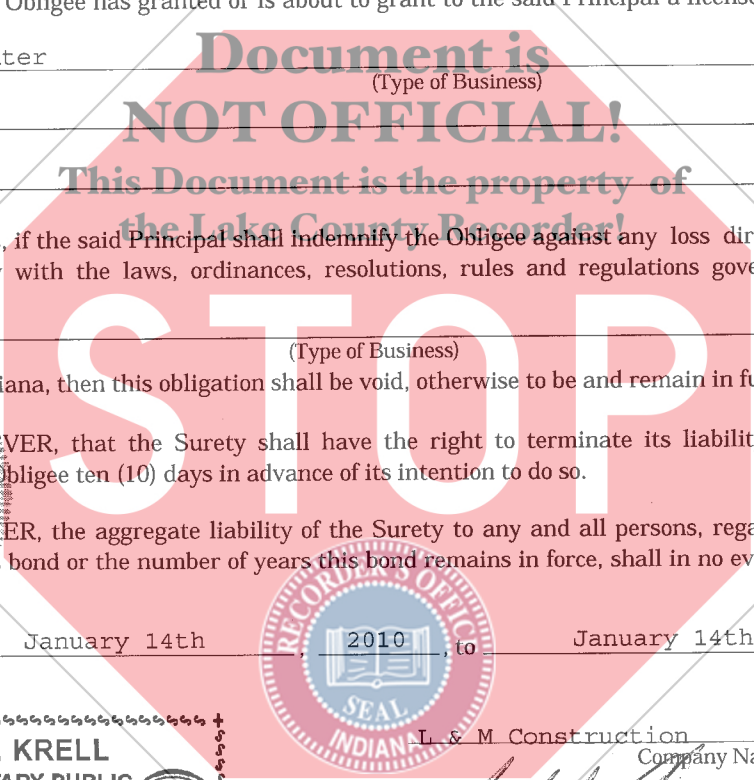 Obligee has granted or is about to grant to the said Principal a license
ter
Document is
(Type of Business)
NOT OFFICIAL!
This Document is the property of
the Lake County Recorder!
, if the said Principal shall indemnify the Obligee against any loss dir
with the laws, ordinances, resolutions, rules and regulations gove
STOP
(Type of Business)
iana, then this obligation shall be void, otherwise to be and remain in fu
VER, that the Surety shall have the right to terminate its liabilit
bligee ten (10) days in advance of its intention to do so.
ER, the aggregate liability of the Surety to any and all persons, rega
bond or the number of years this bond remains in force, shall in no ev
RECORDER'S OFFICE
January 14th, 2010, to January 14th
SEAL
INDIANA
L & M Construction
KRELL
Company Na
ARY PUBLIC